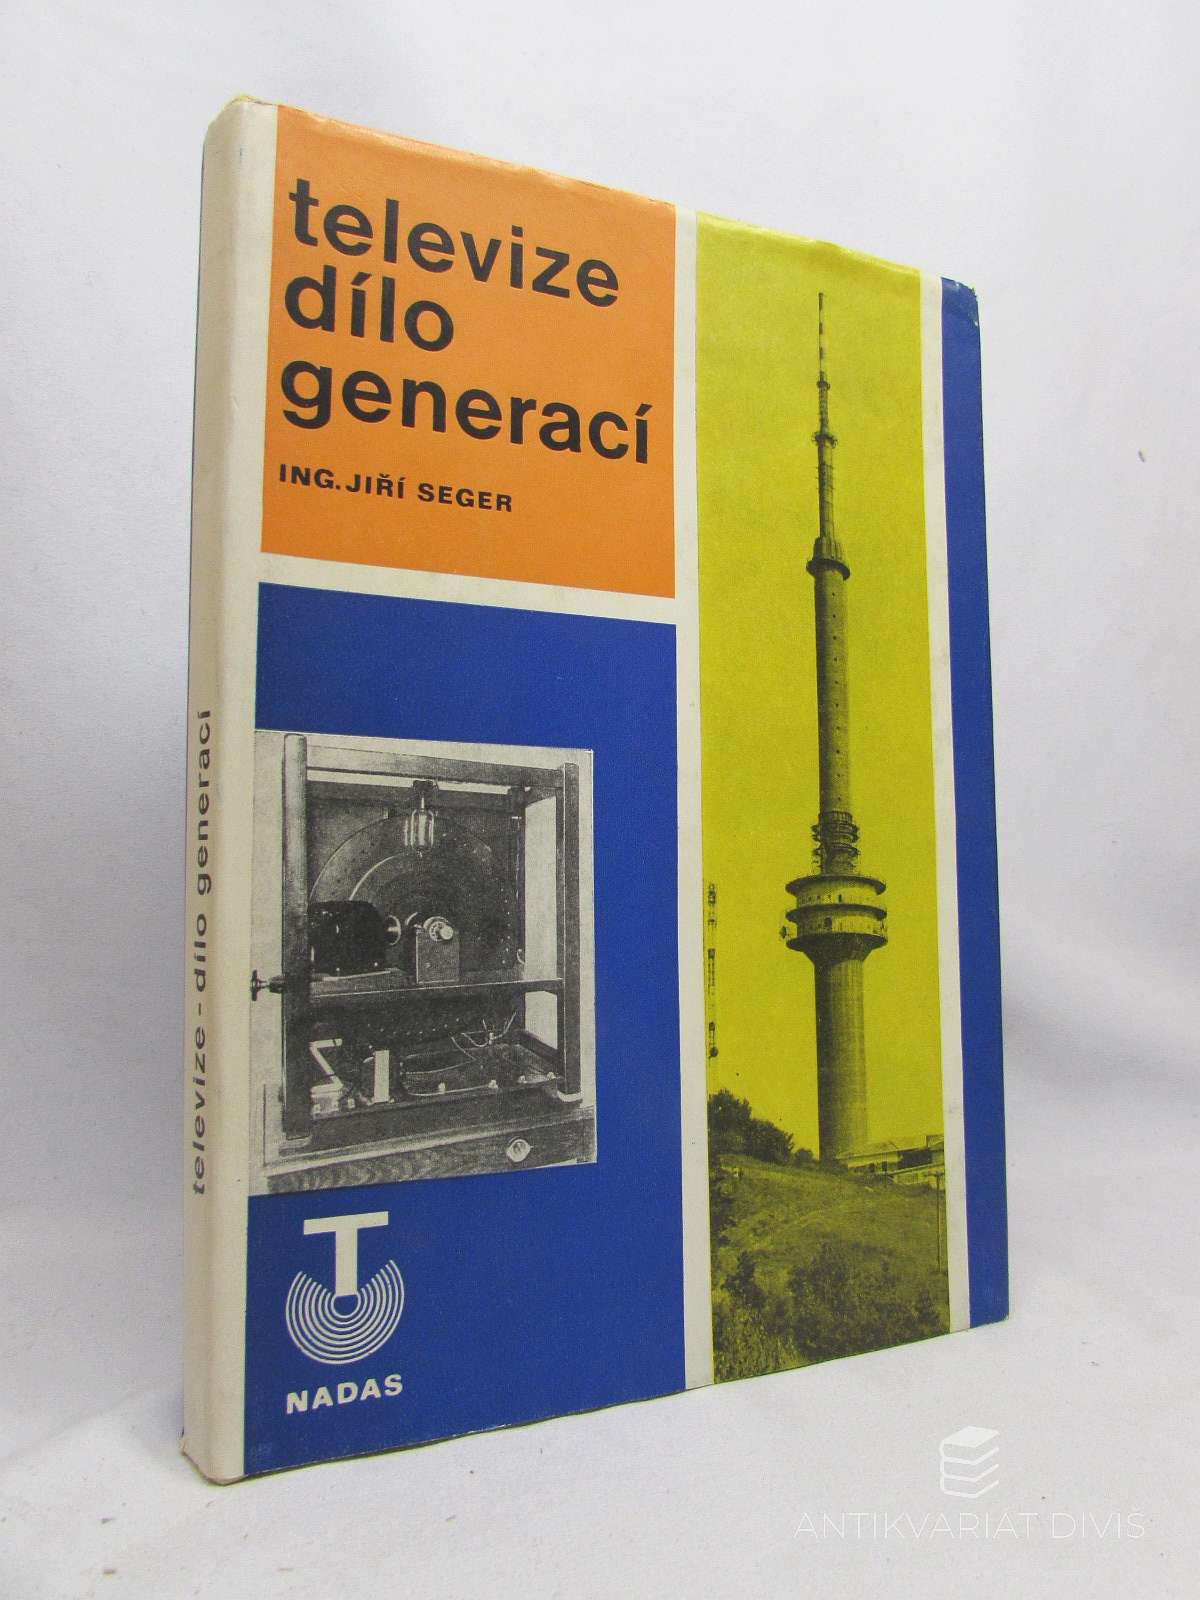 televize
dílo
generací
ING. JIŘÍ SEGER
televize - dílo generací
T
NADAS
ANTIKVARIÁT DIVIŠ